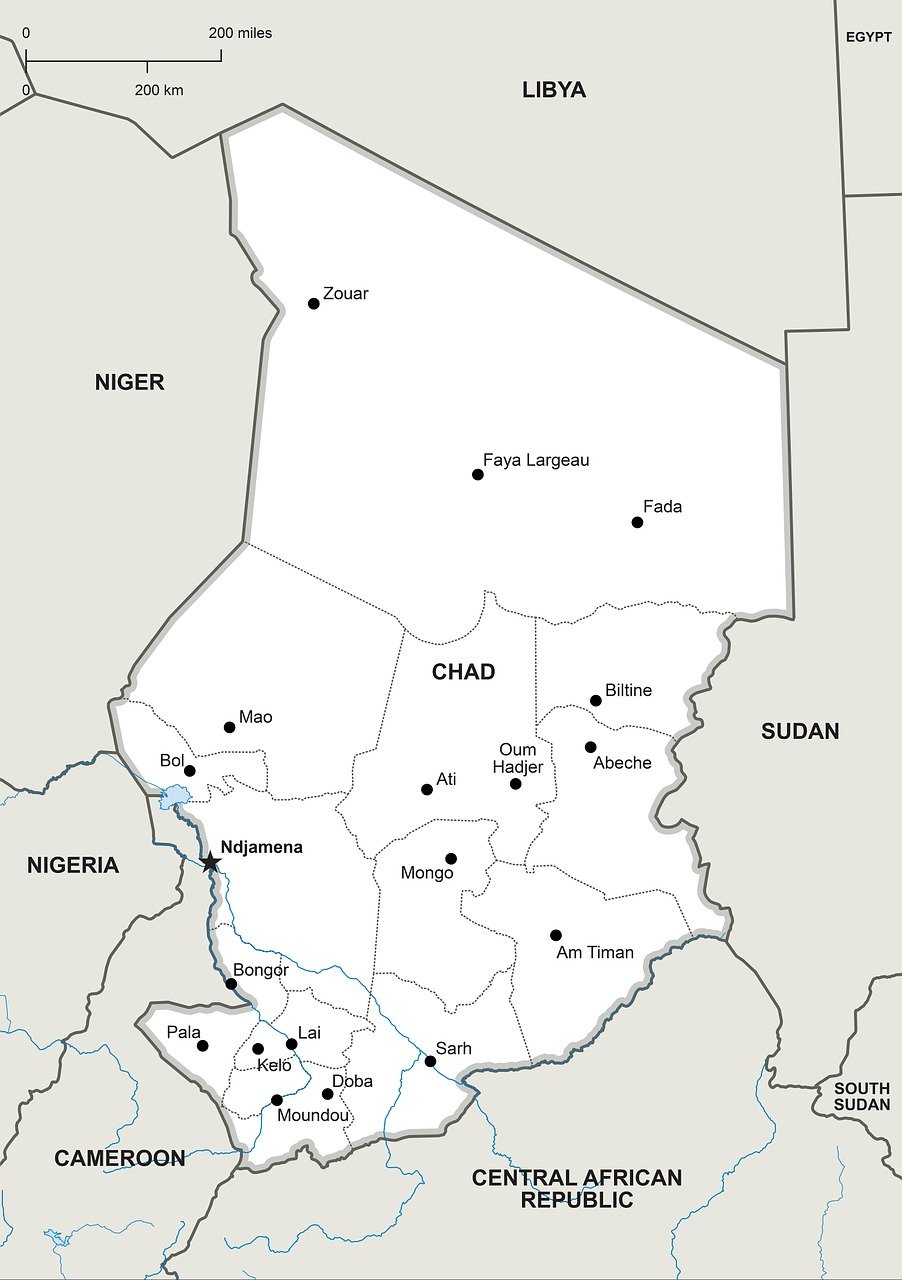 0
200 miles
0
200 km
EGYPT
LIBYA
Zouar
NIGER
Faya Largeau
Fada
CHAD
Biltine
Mao
SUDAN
Oum
Hadjer
Bol
Abeche
Ati
Ndjamena
NIGERIA
Mongo
Am Timan
Bongor
Pala
Lai
Kelo
Sarh
Doba
Moundou
SOUTH
SUDAN
CAMEROON
CENTRAL AFRICAN
REPUBLIC